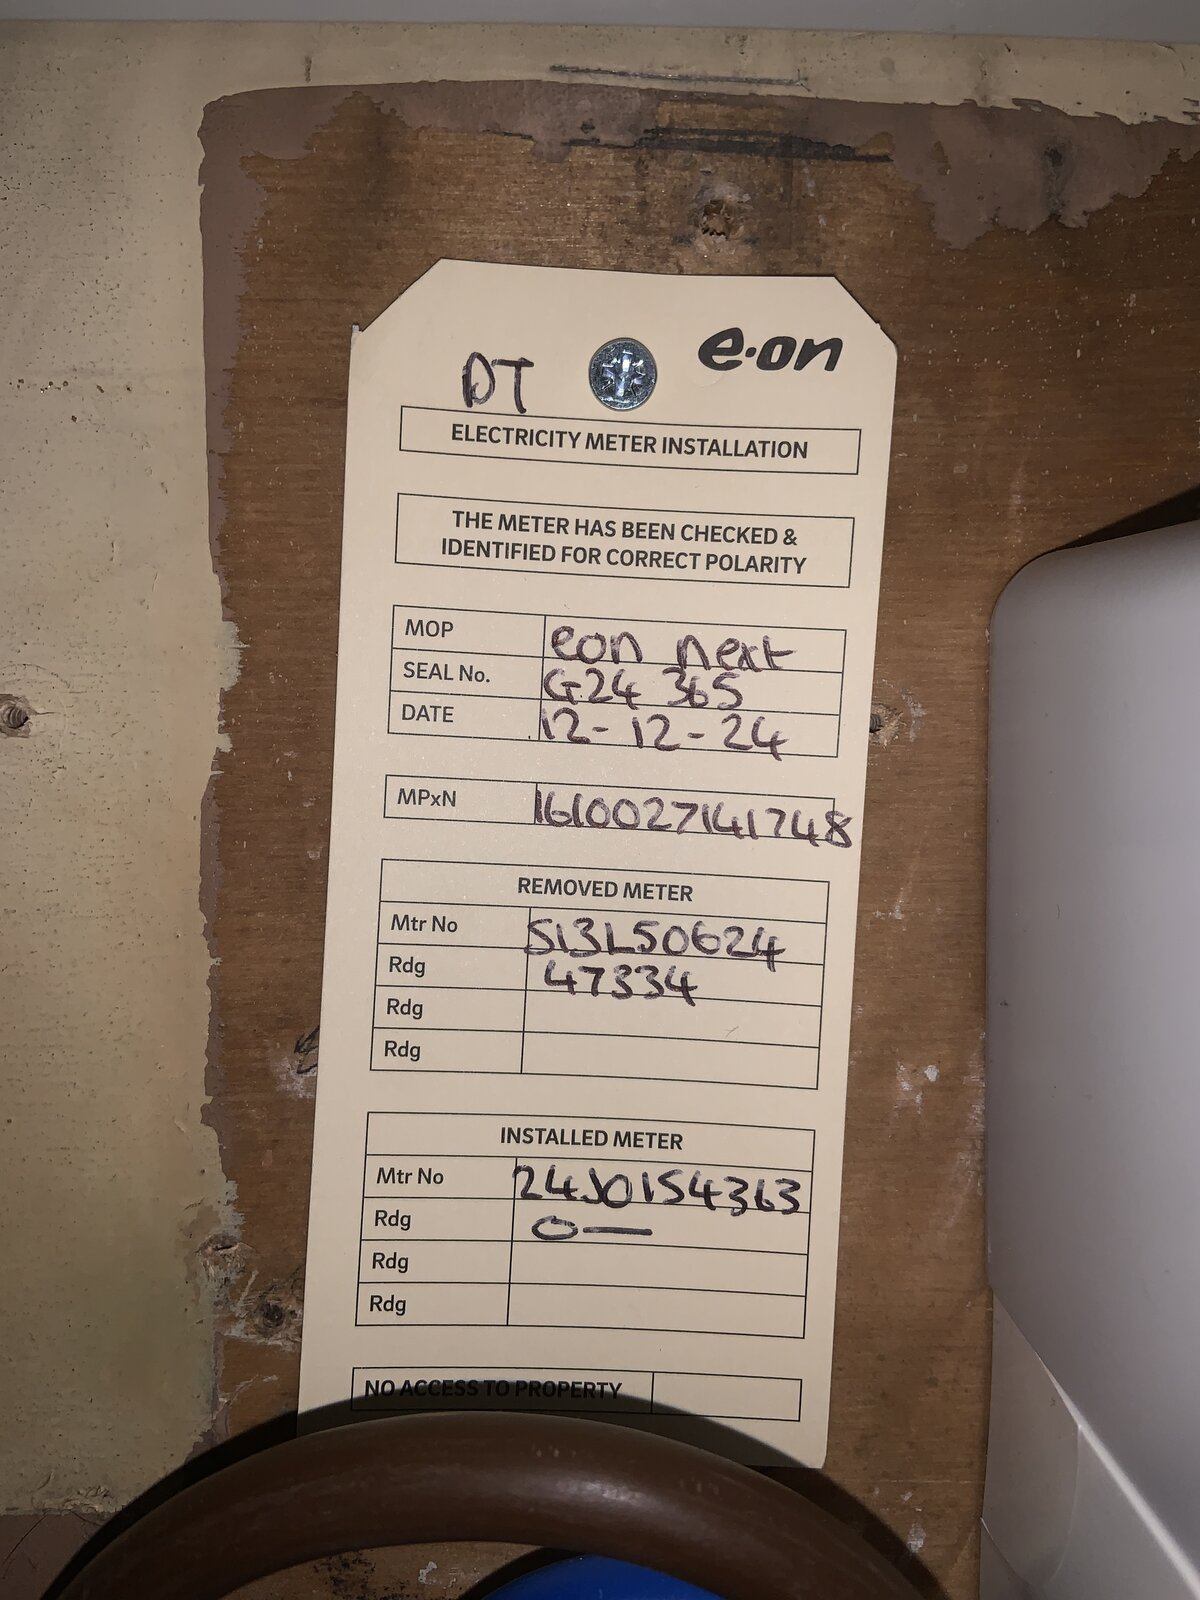 DT
e·on
ELECTRICITY METER INSTALLATION
THE METER HAS BEEN CHECKED &
IDENTIFIED FOR CORRECT POLARITY
MOP eon next
SEAL No. G24 365
DATE 12-12-24
MPxN 1610027141748
REMOVED METER
Mtr No S13L50624
Rdg 47334
Rdg
Rdg
INSTALLED METER
Mtr No 24J0154363
Rdg 0—
Rdg
Rdg
NO ACCESS TO PROPERTY